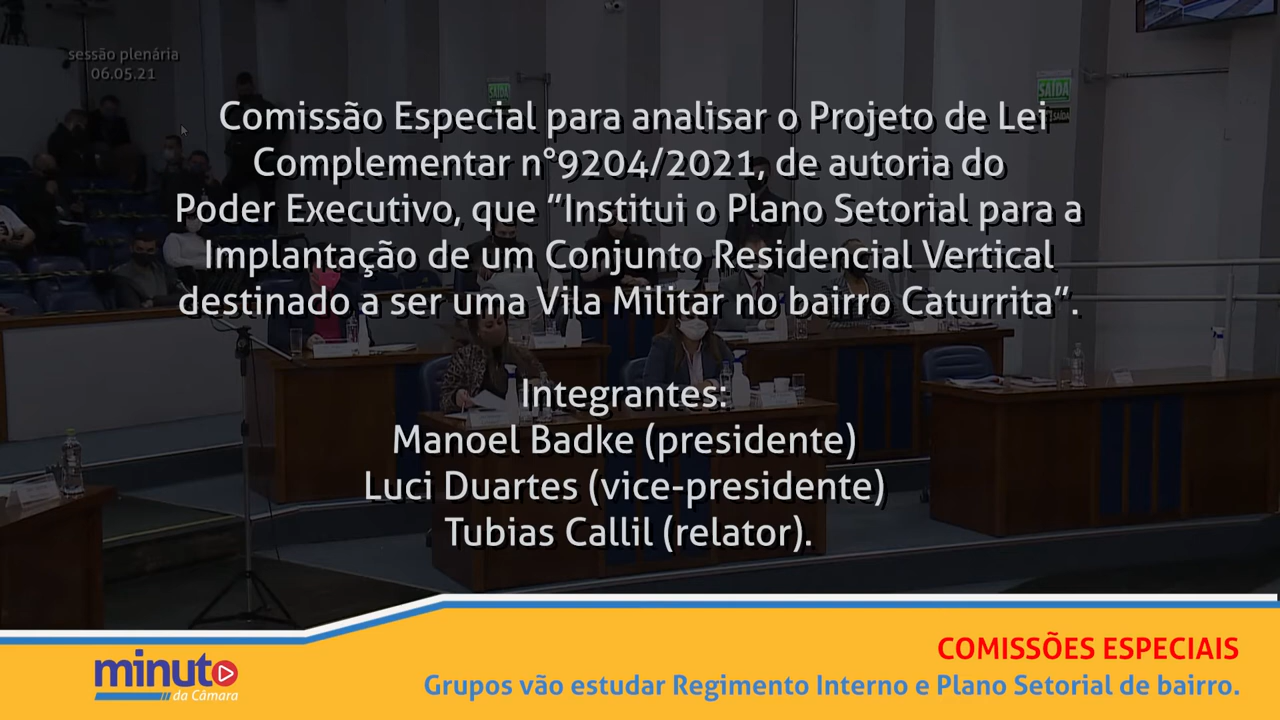 sessão plenária
06.05.21
SAÍDA
SAÍDA
Comissão Especial para analisar o Projeto de Lei
Complementar n°9204/2021, de autoria do
Poder Executivo, que "Institui o Plano Setorial para a
Implantação de um Conjunto Residencial Vertical
destinado a ser uma Vila Militar no bairro Caturrita".
Integrantes:
Manoel Badke (presidente)
Luci Duartes (vice-presidente)
Tubias Callil (relator).
COMISSÕES ESPECIAIS
Grupos vão estudar Regimento Interno e Plano Setorial de bairro.
minuto
da Câmara